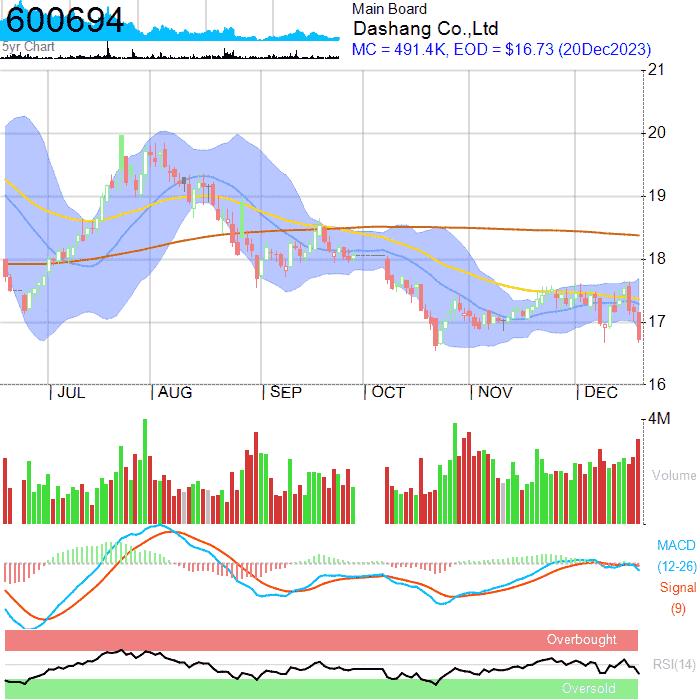 600694
5yr Chart
Main Board
Dashang Co.,Ltd
MC = 491.4K, EOD = $16.73 (20Dec2023)
21
20
19
18
17
16
JUL AUG SEP OCT NOV DEC
4M
Volume
MACD
(12-26)
Signal
(9)
Overbought
RSI(14)
Oversold